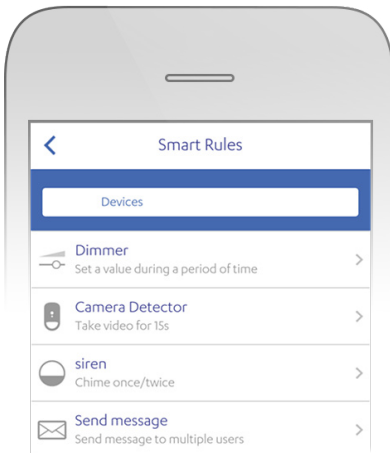 Smart Rules
Devices
Dimmer
Set a value during a period of time
Camera Detector
Take video for 15s
siren
Chime once/twice
Send message
Send message to multiple users